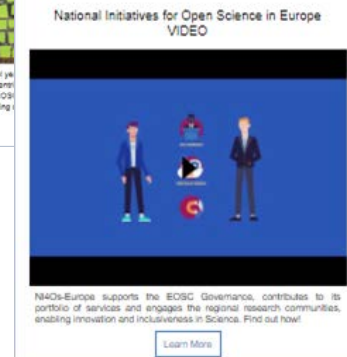 National Initiatives for Open Science in Europe
VIDEO
NI4Os-Europe supports the EOSC Governance, contributes to its
portfolio of services and engages the regional research communities,
enabling innovation and inclusiveness in Science. Find out how!
Learn More